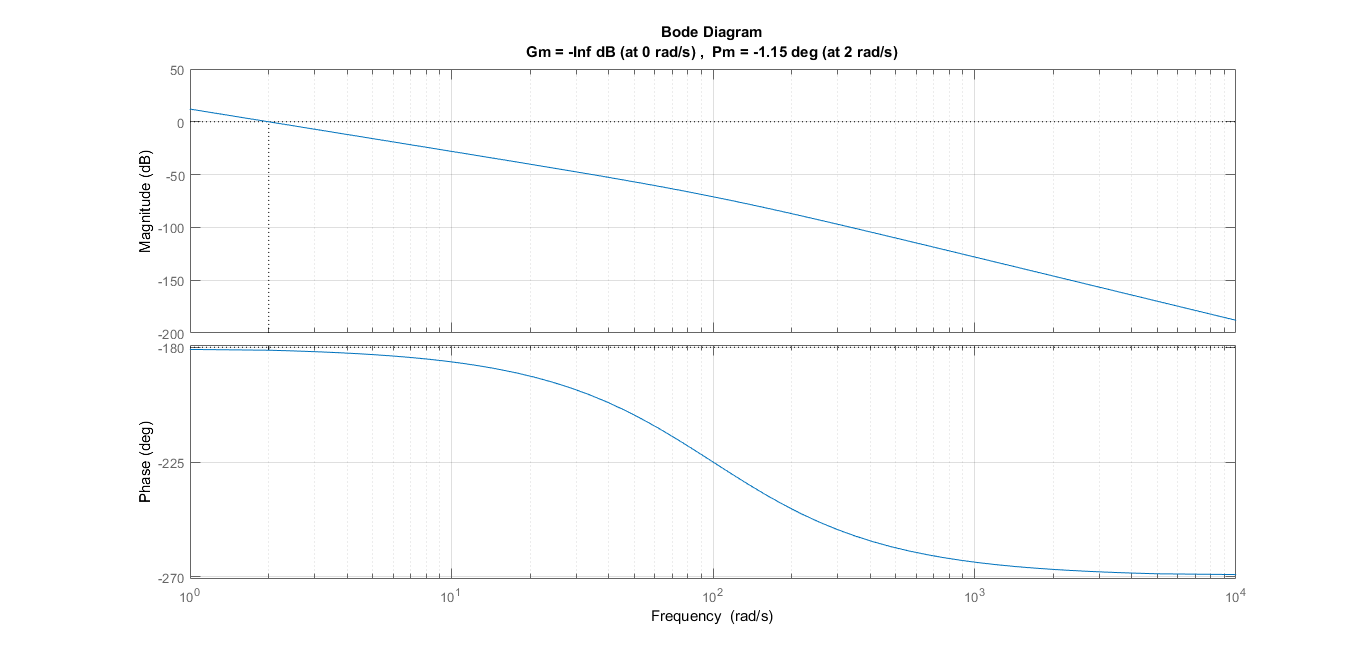 Bode Diagram
Gm = -Inf dB (at 0 rad/s) ,  Pm = -1.15 deg (at 2 rad/s)
50
0
-50
-100
-150
-200
Magnitude (dB)
-180
-225
-270
Phase (deg)
10^0 10^1 10^2 10^3 10^4
Frequency  (rad/s)